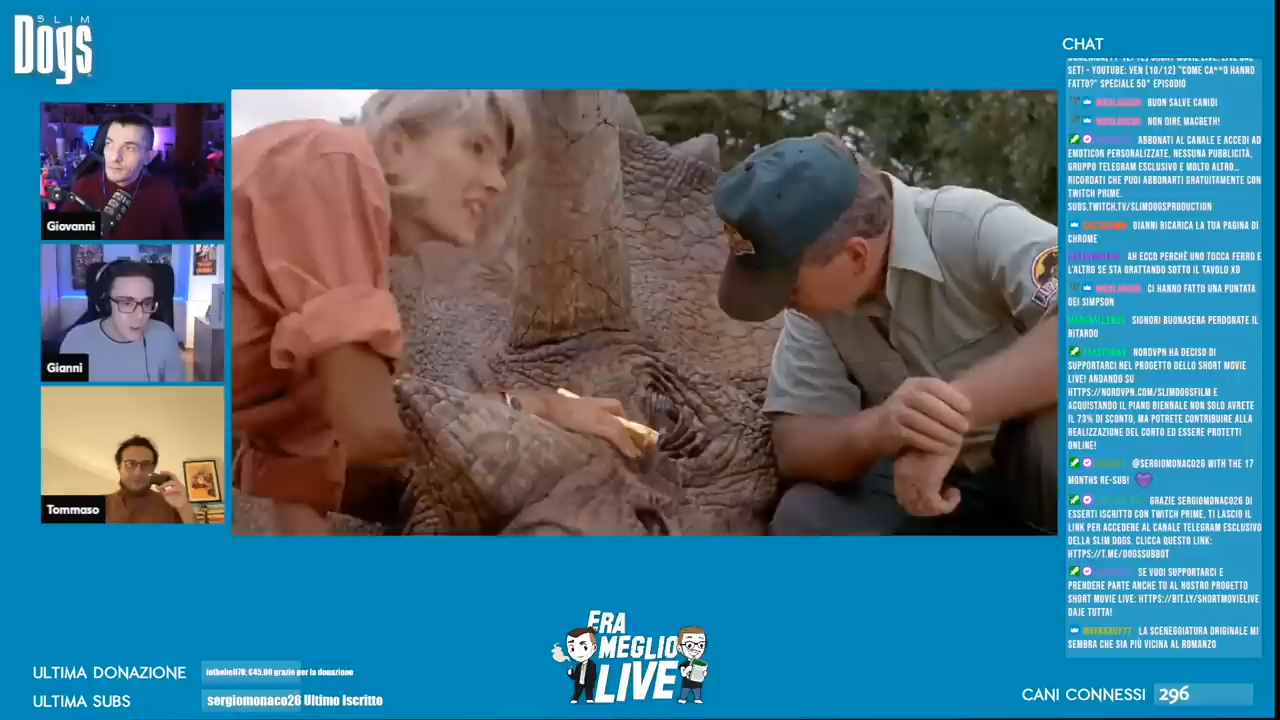 SLIM
Dogs
Giovanni
Gianni
Tommaso
CHAT
SET! - YOUTUBE: VEN (10/12) "COME CA**O HANNO
FATTO?" SPECIALE 50° EPISODIO
BUON SALVE CANIDI
NON DIRE MACBETH!
ABBONATI AL CANALE E ACCEDI AD
EMOTICON PERSONALIZZATE, NESSUNA PUBBLICITÀ,
GRUPPO TELEGRAM ESCLUSIVO E MOLTO ALTRO...
RICORDATI CHE PUOI ABBONARTI GRATUITAMENTE CON
TWITCH PRIME.
SUBS.TWITCH.TV/SLIMDOGSPRODUCTION
GIANNI RICARICA LA TUA PAGINA DI
CHROME
AH ECCO PERCHÈ UNO TOCCA FERRO E
L'ALTRO SE STA GRATTANDO SOTTO IL TAVOLO XD
CI HANNO FATTO UNA PUNTATA
DEI SIMPSON
SIGNORI BUONASERA PERDONATE IL
RITARDO
NORDVPN HA DECISO DI
SUPPORTARCI NEL PROGETTO DELLO SHORT MOVIE
LIVE! ANDANDO SU
HTTPS://NORDVPN.COM/SLIMDOGSFILM E
ACQUISTANDO IL PIANO BIENNALE NON SOLO AVRETE
IL 73% DI SCONTO, MA POTRETE CONTRIBUIRE ALLA
REALIZZAZIONE DEL CORTO ED ESSERE PROTETTI
ONLINE!
@SERGIOMONACO26 WITH THE 17
MONTHS RE-SUB!
GRAZIE SERGIOMONACO26 DI
ESSERTI ISCRITTO CON TWITCH PRIME, TI LASCIO IL
LINK PER ACCEDERE AL CANALE TELEGRAM ESCLUSIVO
DELLA SLIM DOGS. CLICCA QUESTO LINK:
HTTPS://T.ME/DOGSSUBBOT
SE VUOI SUPPORTARCI E
PRENDERE PARTE ANCHE TU AL NOSTRO PROGETTO
SHORT MOVIE LIVE: HTTPS://BIT.LY/SHORTMOVIELIVE
DAJE TUTTA!
LA SCENEGGIATURA ORIGINALE MI
SEMBRA CHE SIA PIÙ VICINA AL ROMANZO
ERA
MEGLIO
LIVE
ULTIMA DONAZIONE
inthehell78: €45.00 grazie per la donazione
ULTIMA SUBS
sergiomonaco26 Ultimo Iscritto
CANI CONNESSI 296